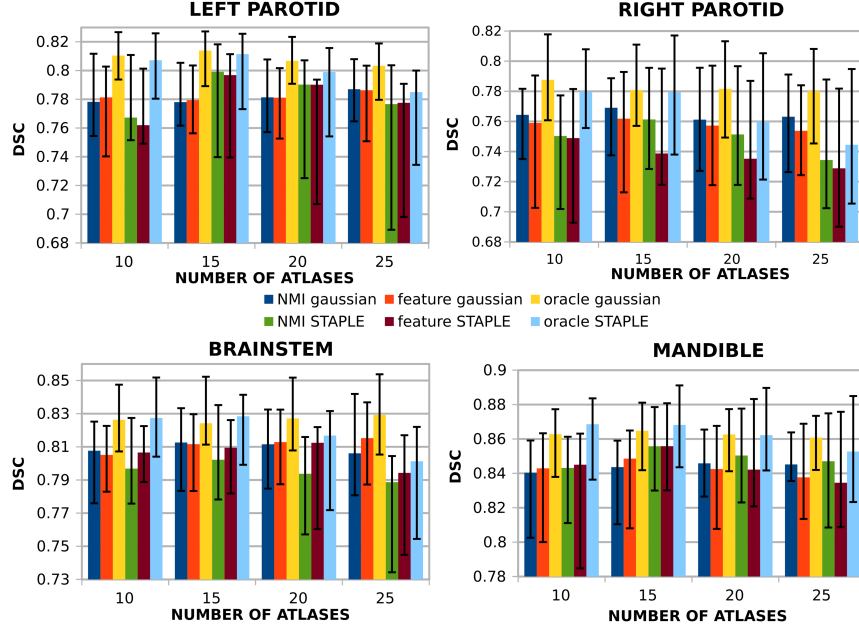 LEFT PAROTID
0.82
0.8
0.78
0.76
0.74
0.72
0.7
0.68
DSC
10 15 20 25
NUMBER OF ATLASES
RIGHT PAROTID
0.82
0.8
0.78
0.76
0.74
0.72
0.7
0.68
DSC
10 15 20 25
NUMBER OF ATLASES
NMI gaussian feature gaussian oracle gaussian
NMI STAPLE feature STAPLE oracle STAPLE
BRAINSTEM
0.85
0.83
0.81
0.79
0.77
0.75
0.73
DSC
10 15 20 25
NUMBER OF ATLASES
MANDIBLE
0.9
0.88
0.86
0.84
0.82
0.8
0.78
DSC
10 15 20 25
NUMBER OF ATLASES